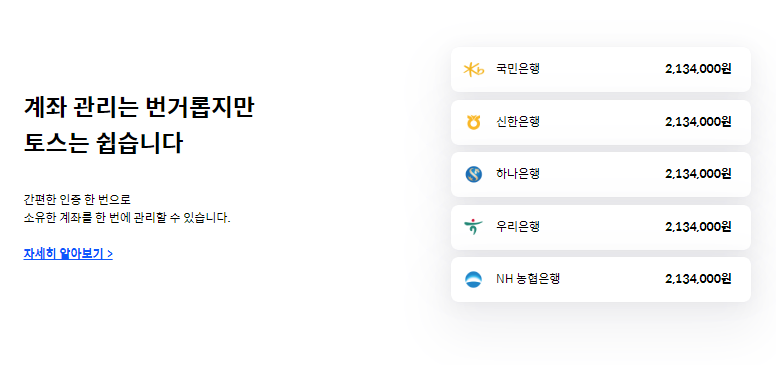 계좌 관리는 번거롭지만
토스는 쉽습니다
간편한 인증 한 번으로
소유한 계좌를 한 번에 관리할 수 있습니다.
자세히 알아보기 >
국민은행 2,134,000원
신한은행 2,134,000원
하나은행 2,134,000원
우리은행 2,134,000원
NH 농협은행 2,134,000원